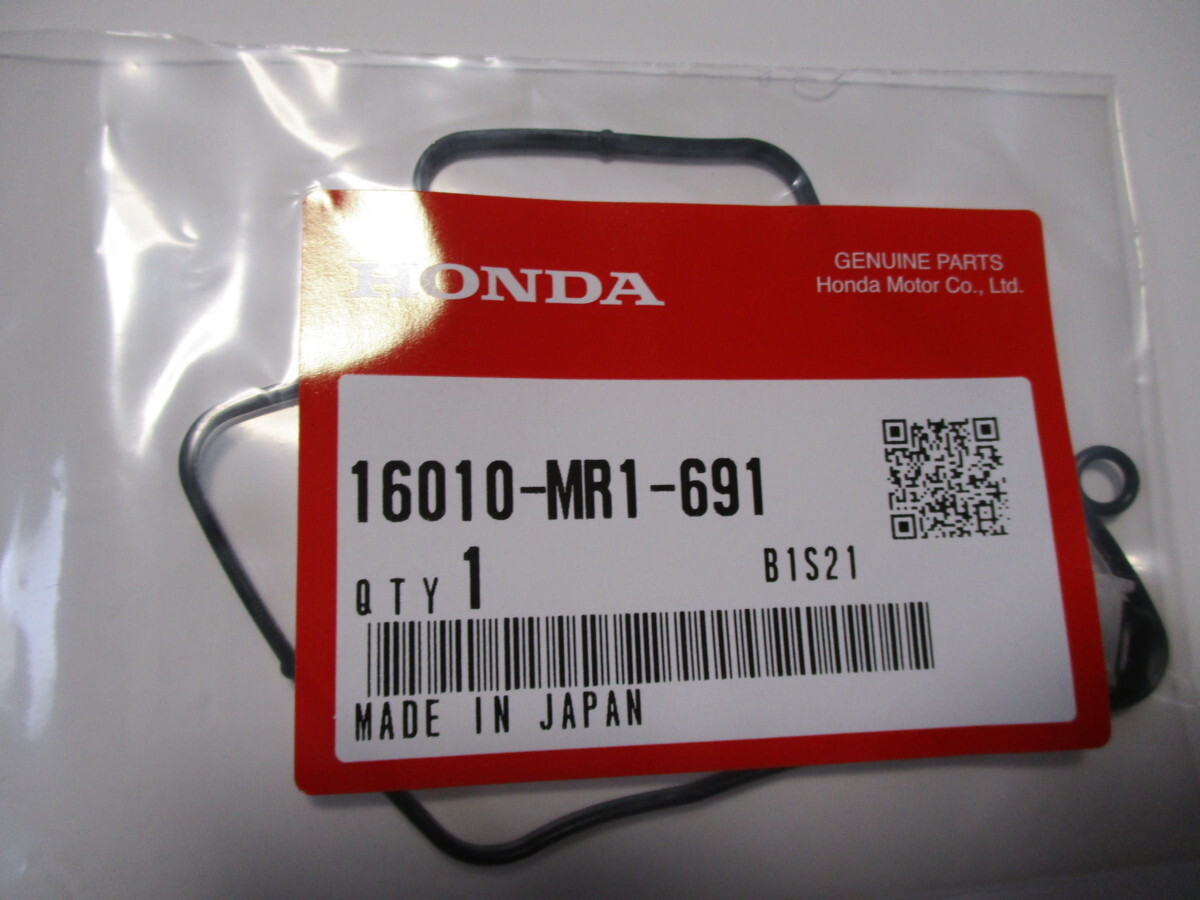 HONDA
GENUINE PARTS
Honda Motor Co., Ltd.
16010-MR1-691
QTY 1
B1S21
MADE IN JAPAN